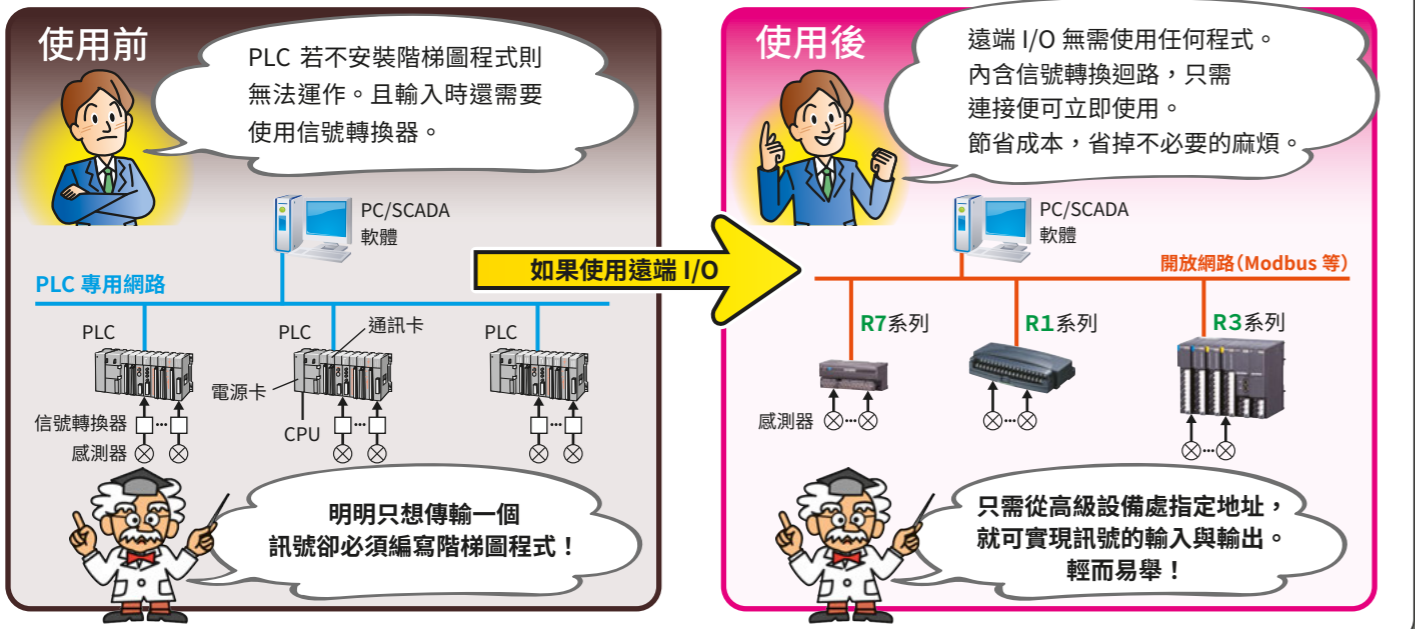 使用前
PLC 若不安裝階梯圖程式則
無法運作。且輸入時還需要
使用信號轉換器。
PC/SCADA
軟體
PLC 專用網路
PLC
PLC
通訊卡
PLC
電源卡
信號轉換器
CPU
感測器
明明只想傳輸一個
訊號卻必須編寫階梯圖程式！
如果使用遠端 I/O
使用後
遠端 I/O 無需使用任何程式。
內含信號轉換迴路，只需
連接便可立即使用。
節省成本，省掉不必要的麻煩。
PC/SCADA
軟體
開放網路（Modbus 等）
R7系列
R1系列
R3系列
感測器
只需從高級設備處指定地址，
就可實現訊號的輸入與輸出。
輕而易舉！